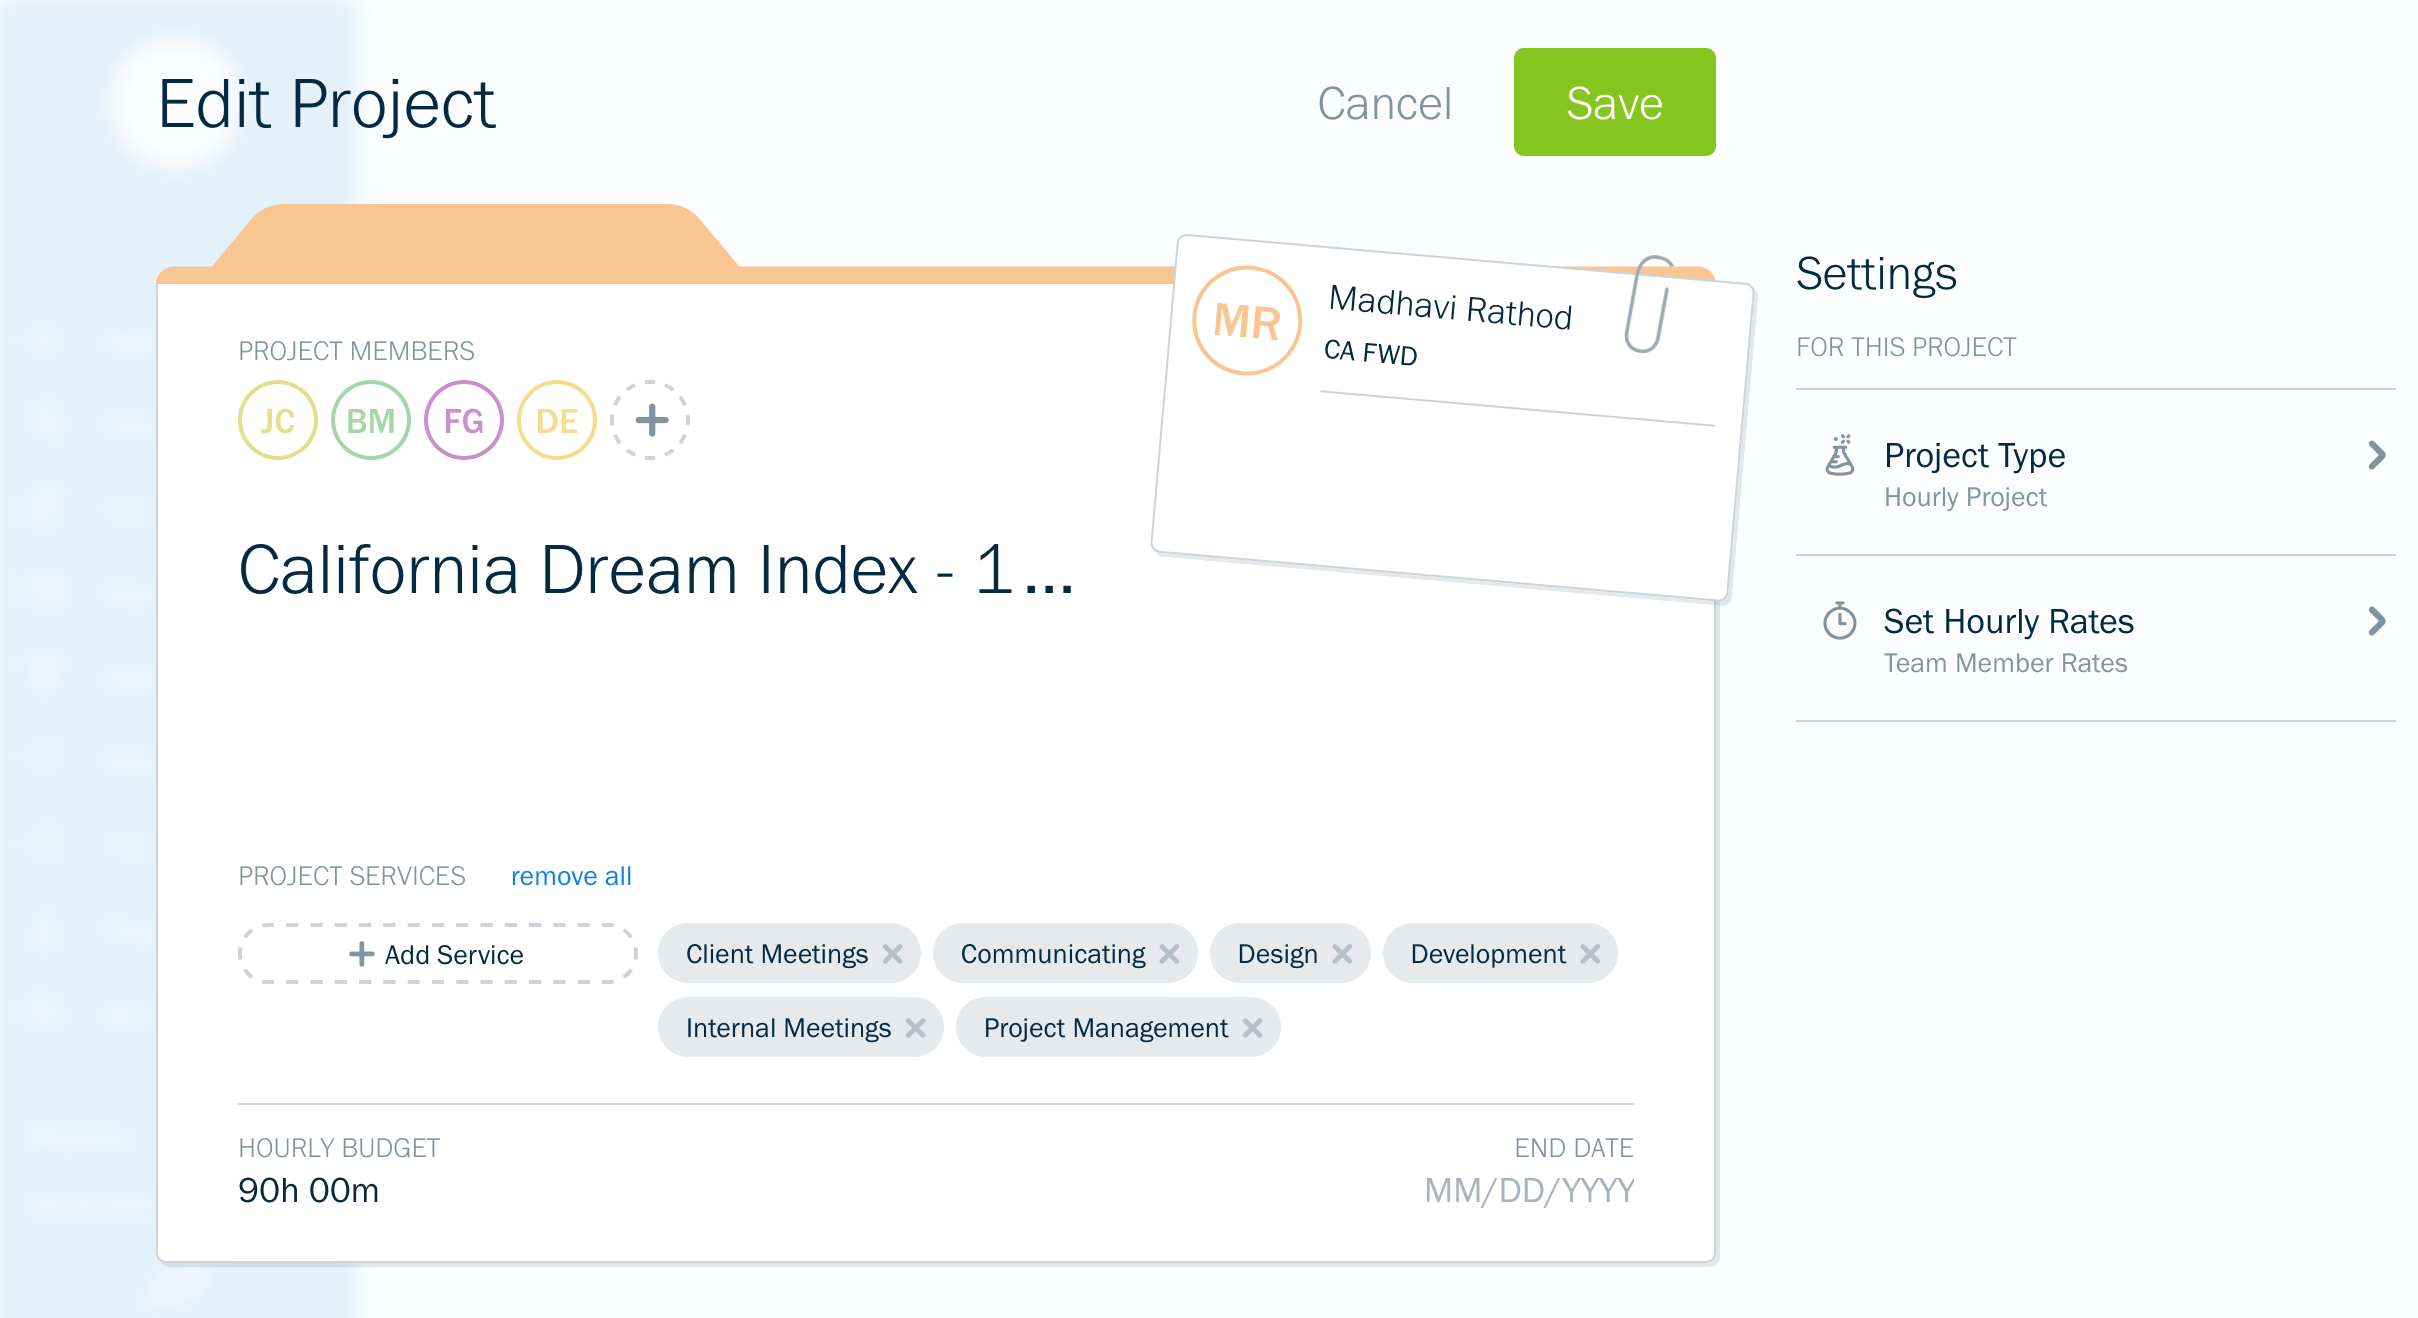 Edit Project
Cancel
Save
MR
Madhavi Rathod
CA FWD
PROJECT MEMBERS
JC BM FG DE
California Dream Index - 1...
PROJECT SERVICES remove all
Add Service
Client Meetings
Communicating
Design
Development
Internal Meetings
Project Management
HOURLY BUDGET
90h 00m
END DATE
MM/DD/YYYY
Settings
FOR THIS PROJECT
Project Type
Hourly Project
Set Hourly Rates
Team Member Rates